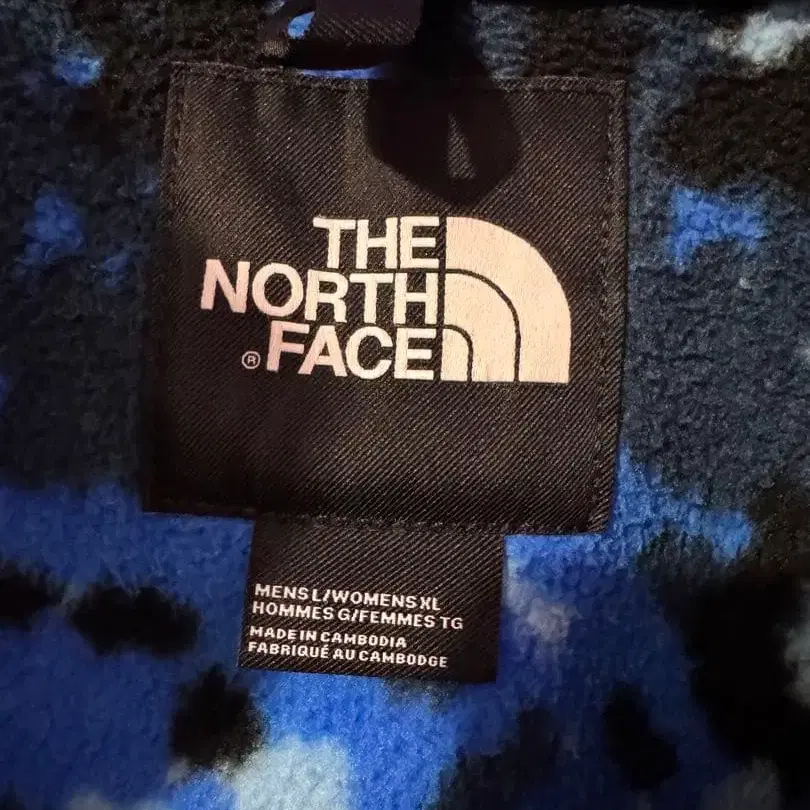 THE
NORTH
® FACE
MENS L/WOMENS XL
HOMMES G/FEMMES TG
MADE IN CAMBODIA
FABRIQUÉ AU CAMBODGE